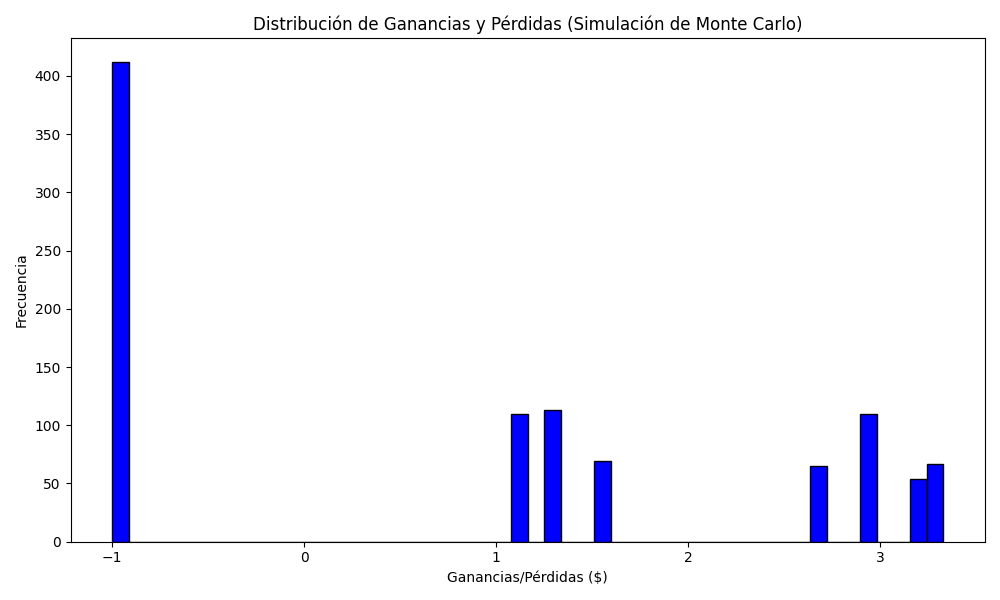 Distribución de Ganancias y Pérdidas (Simulación de Monte Carlo)
400
350
300
250
200
150
100
50
0
Frecuencia
−1 0 1 2 3
Ganancias/Pérdidas ($)